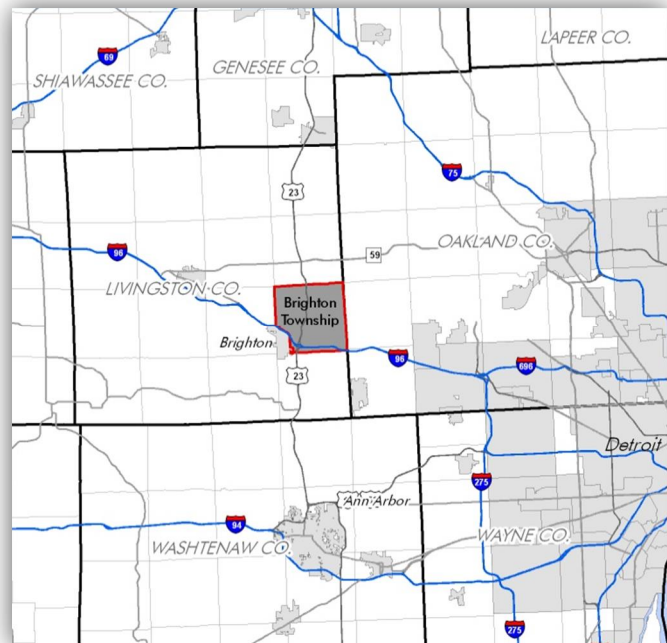 LAPEER CO.
69
GENESEE CO.
SHIAWASSEE CO.
75
23
OAKLAND CO.
59
96
LIVINGSTON CO.
Brighton
Township
Brighton
96
696
23
Detroit
275
Ann Arbor
94
WAYNE CO.
WASHTENAW CO.
275